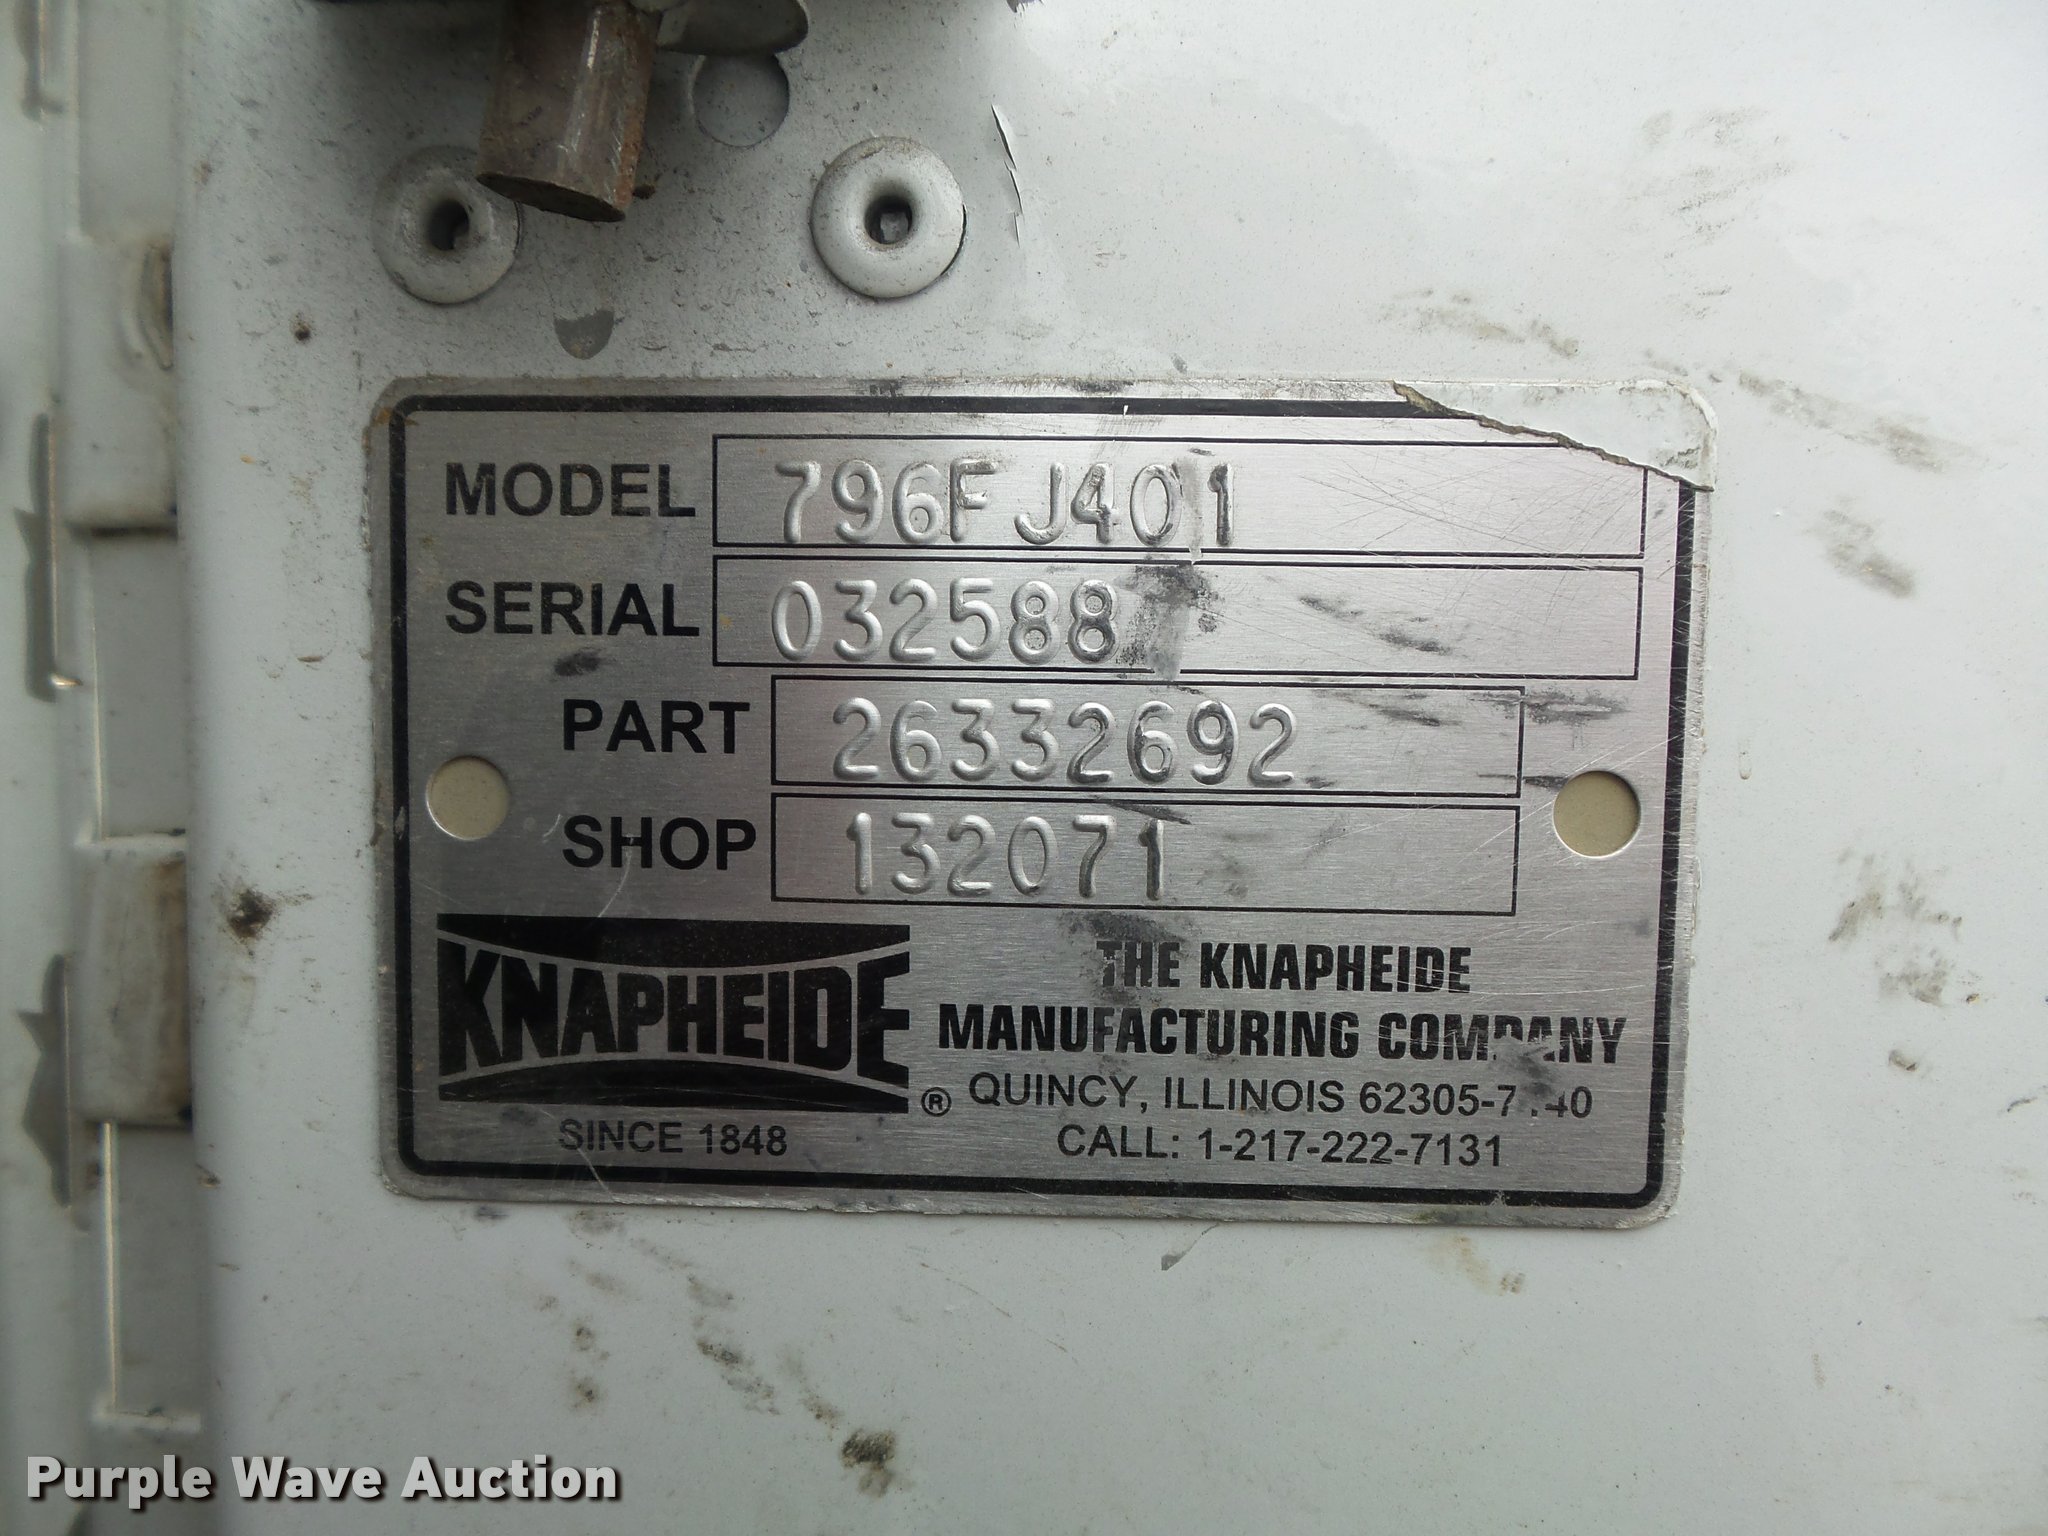 MODEL 796FJ401
SERIAL 032588
PART 26332692
SHOP 132071
KNAPHEIDE ®
SINCE 1848
THE KNAPHEIDE
MANUFACTURING COMPANY
QUINCY, ILLINOIS
CALL: 1-217-222-7131
Purple Wave Auction